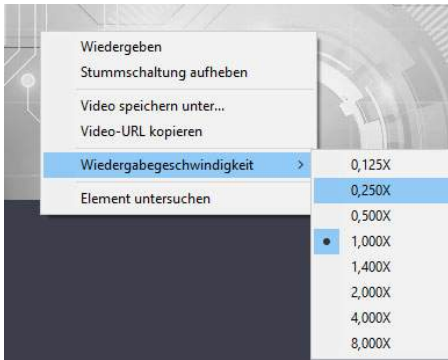 Wiedergeben
Stummschaltung aufheben
Video speichern unter...
Video-URL kopieren
Wiedergabegeschwindigkeit
Element untersuchen
0,125X
0,250X
0,500X
1,000X
1,400X
2,000X
4,000X
8,000X